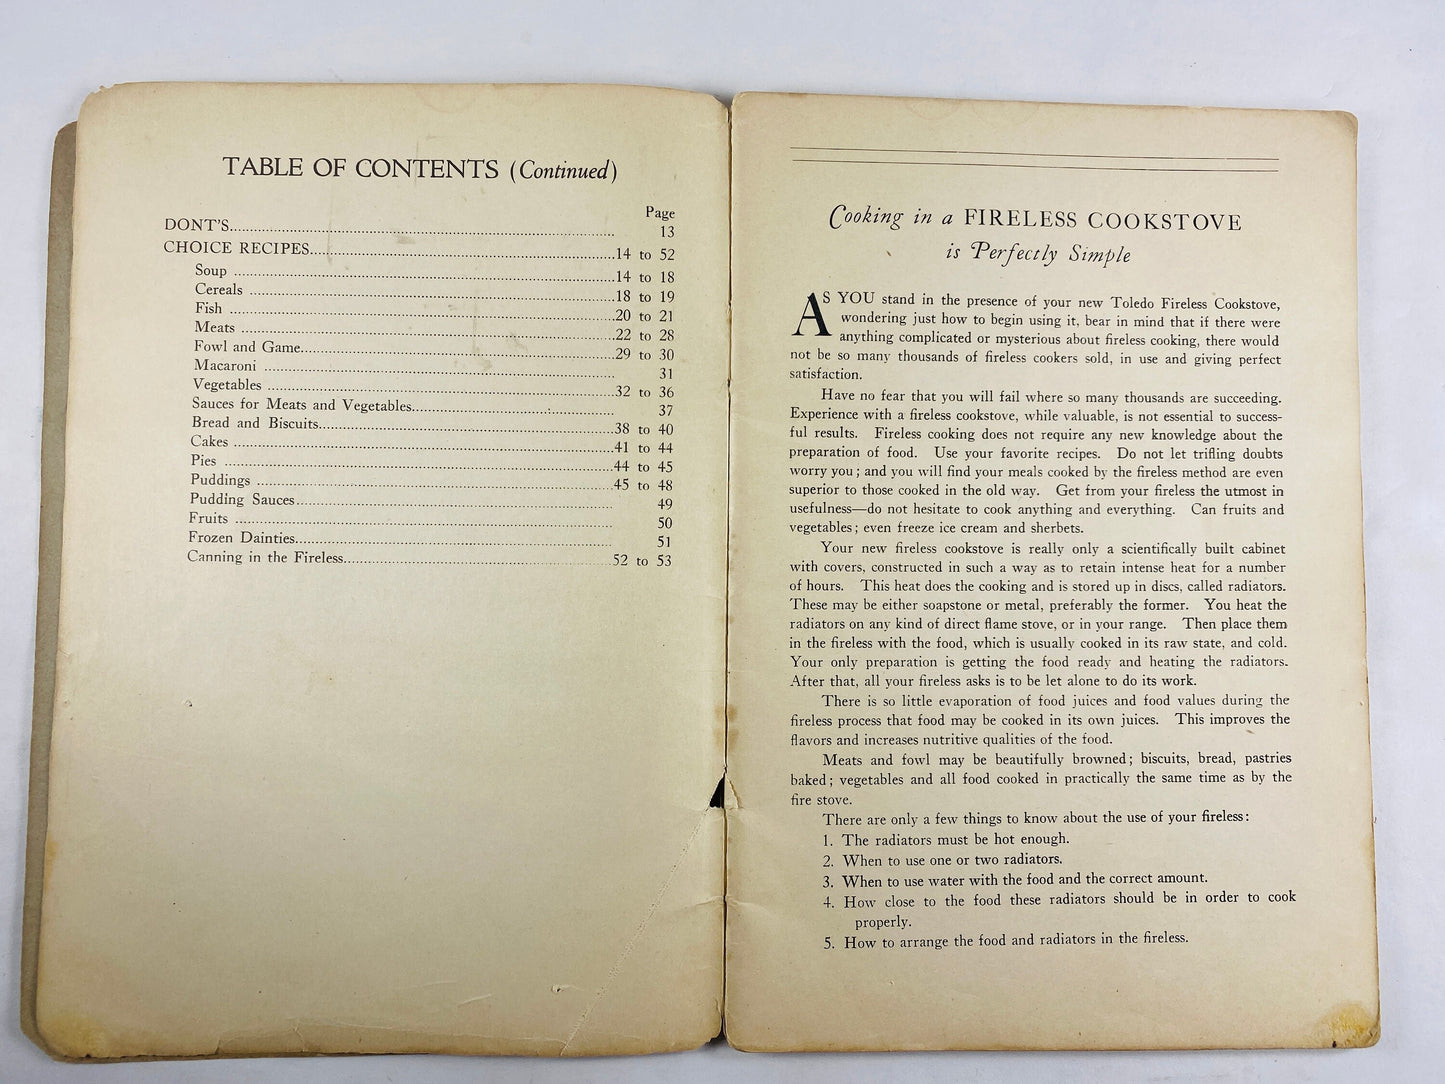 TABLE OF CONTENTS (Continued)
Page
DONT'S 13
CHOICE RECIPES 14 to 52
Soup 14 to 18
Cereals 18 to 19
Fish 20 to 21
Meats 22 to 28
Fowl and Game 29 to 30
Macaroni 31
Vegetables 32 to 36
Sauces for Meats and Vegetables 37
Bread and Biscuits 38 to 40
Cakes 41 to 44
Pies 44 to 45
Puddings 45 to 48
Pudding Sauces 49
Fruits 50
Frozen Dainties 51
Canning in the Fireless 52 to 53
Cooking in a FIRELESS COOKSTOVE
is Perfectly Simple
AS YOU stand in the presence of your new Toledo Fireless Cookstove,
wondering just how to begin using it, bear in mind that if there were
anything complicated or mysterious about fireless cooking, there would
not be so many thousands of fireless cookers sold, in use and giving perfect
satisfaction.
Have no fear that you will fail where so many thousands are succeeding.
Experience with a fireless cookstove, while valuable, is not essential to success-
ful results. Fireless cooking does not require any new knowledge about the
preparation of food. Use your favorite recipes. Do not let trifling doubts
worry you; and you will find your meals cooked by the fireless method are even
superior to those cooked in the old way. Get from your fireless the utmost in
usefulness—do not hesitate to cook anything and everything. Can fruits and
vegetables; even freeze ice cream and sherbets.
Your new fireless cookstove is really only a scientifically built cabinet
with covers, constructed in such a way as to retain intense heat for a number
of hours. This heat does the cooking and is stored up in discs, called radiators.
These may be either soapstone or metal, preferably the former. You heat the
radiators on any kind of direct flame stove, or in your range. Then place them
in the fireless with the food, which is usually cooked in its raw state, and cold.
Your only preparation is getting the food ready and heating the radiators.
After that, all your fireless asks is to be let alone to do its work.
There is so little evaporation of food juices and food values during the
fireless process that food may be cooked in its own juices. This improves the
flavors and increases nutritive qualities of the food.
Meats and fowl may be beautifully browned; biscuits, bread, pastries
baked; vegetables and all food cooked in practically the same time as by the
fire stove.
There are only a few things to know about the use of your fireless:
1. The radiators must be hot enough.
2. When to use one or two radiators.
3. When to use water with the food and the correct amount.
4. How close to the food these radiators should be in order to cook
properly.
5. How to arrange the food and radiators in the fireless.